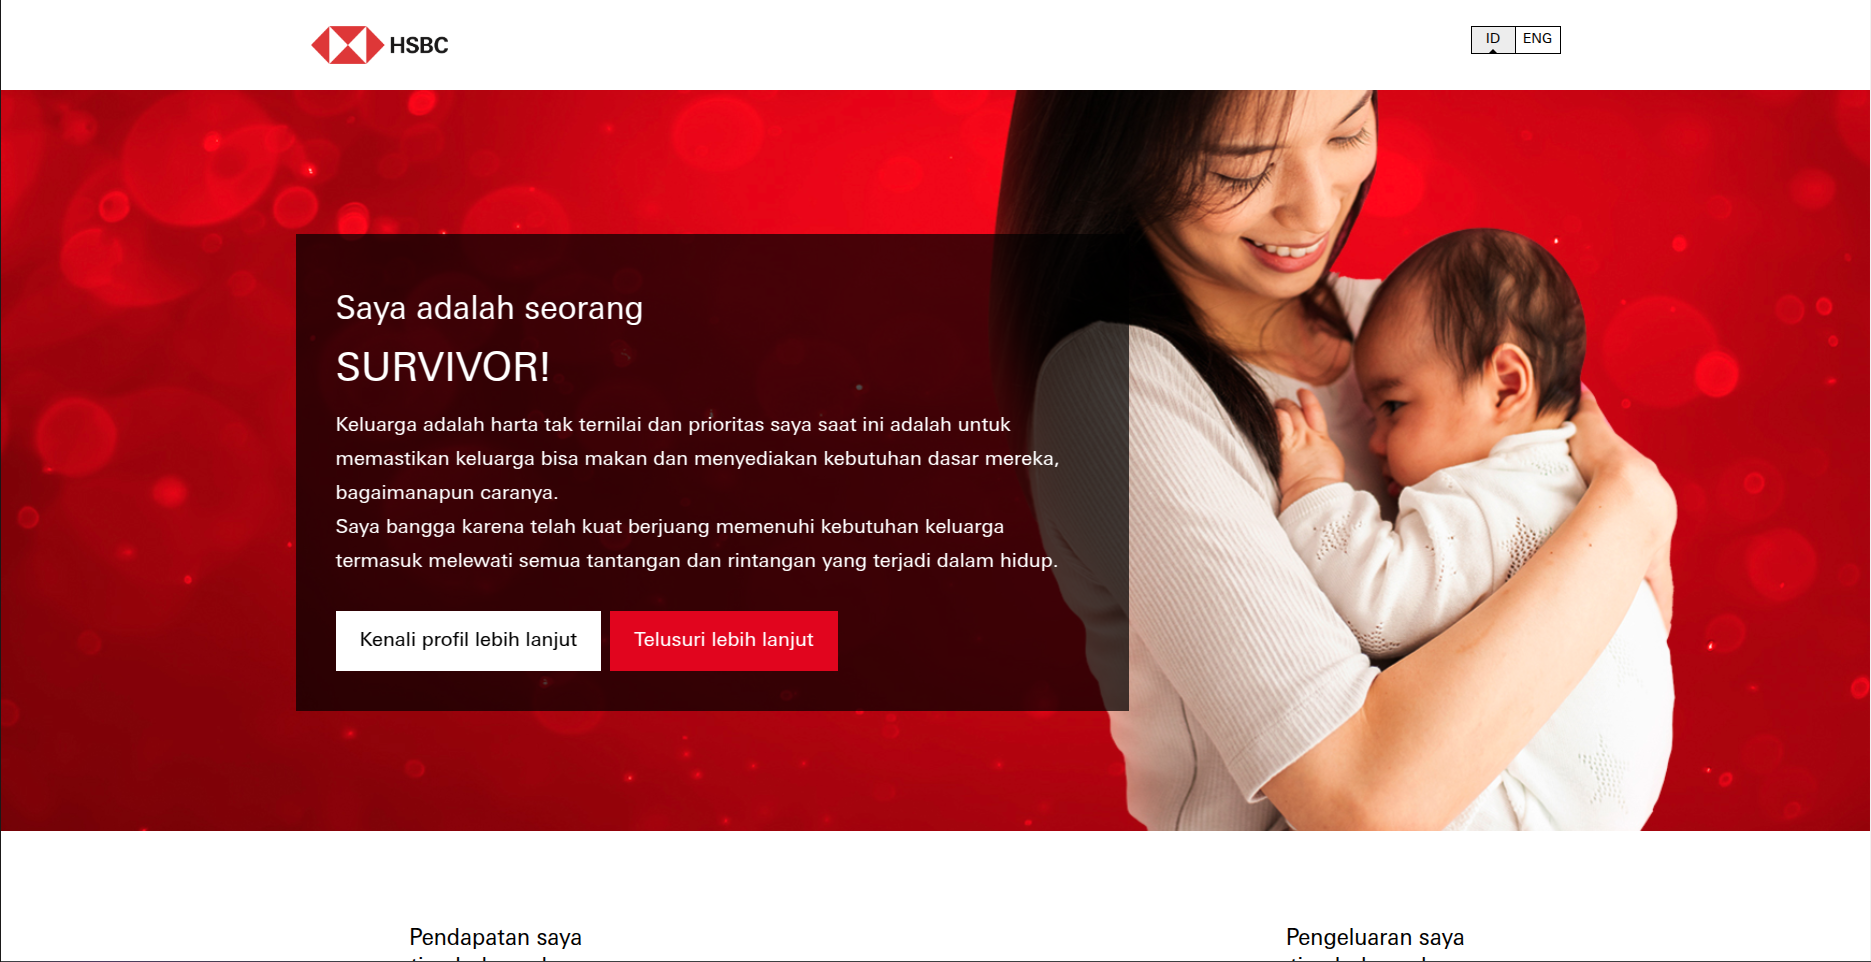 HSBC
ID ENG
Saya adalah seorang
SURVIVOR!
Keluarga adalah harta tak ternilai dan prioritas saya saat ini adalah untuk
memastikan keluarga bisa makan dan menyediakan kebutuhan dasar mereka,
bagaimanapun caranya.
Saya bangga karena telah kuat berjuang memenuhi kebutuhan keluarga
termasuk melewati semua tantangan dan rintangan yang terjadi dalam hidup.
Kenali profil lebih lanjut Telusuri lebih lanjut
Pendapatan saya
Pengeluaran saya